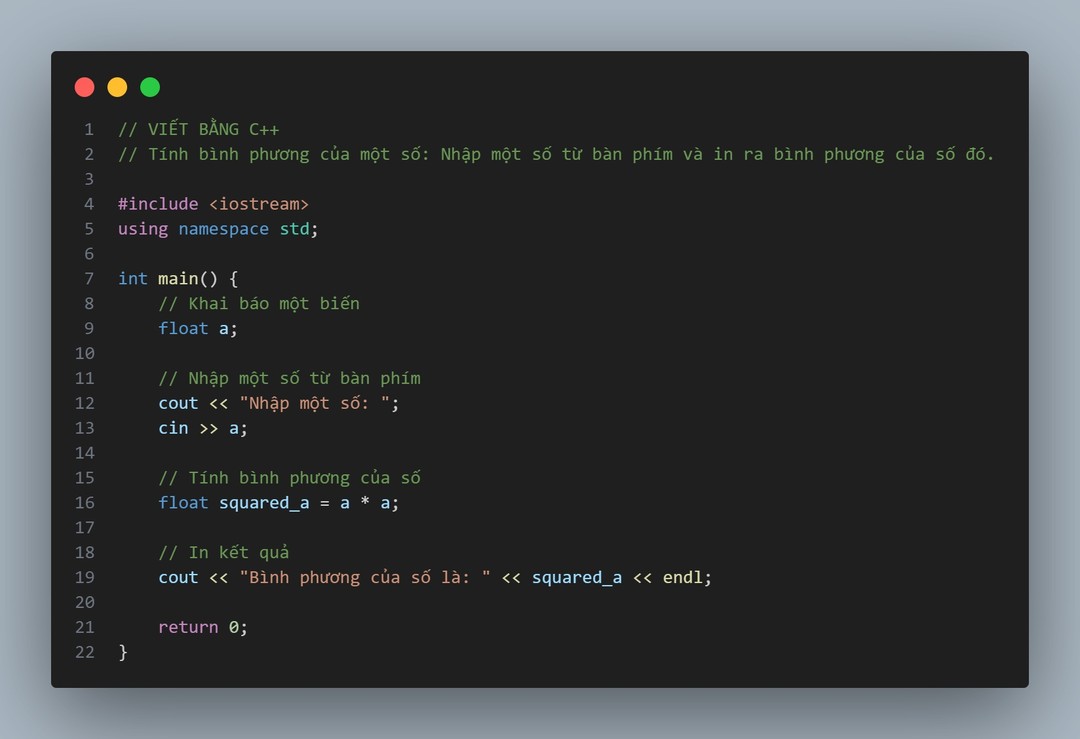 1 // VIẾT BẰNG C++
2 // Tính bình phương của một số: Nhập một số từ bàn phím và in ra bình phương của số đó.
3
4 #include <iostream>
5 using namespace std;
6
7 int main() {
8     // Khai báo một biến
9     float a;
10
11     // Nhập một số từ bàn phím
12     cout << "Nhập một số: ";
13     cin >> a;
14
15     // Tính bình phương của số
16     float squared_a = a * a;
17
18     // In kết quả
19     cout << "Bình phương của số là: " << squared_a << endl;
20
21     return 0;
22 }